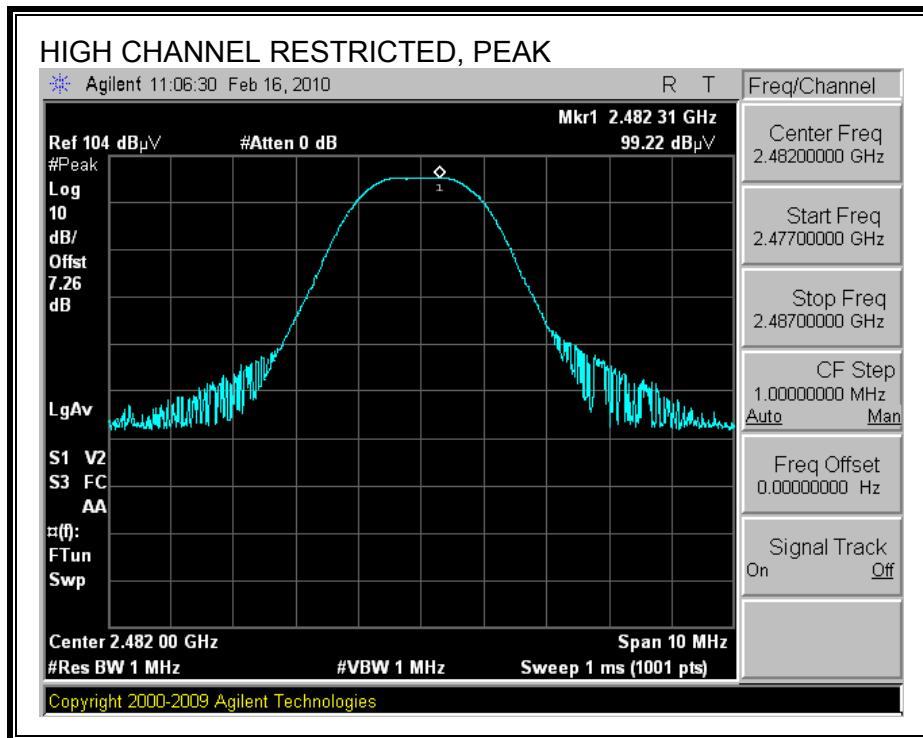 HIGH CHANNEL RESTRICTED, PEAK
Agilent 11:06:30 Feb 16, 2010 R T
Mkr1 2.482 31 GHz
Ref 104 dBµV #Atten 0 dB 99.22 dBµV
#Peak
Log
10
dB/
Offst
7.26
dB
1
LgAv
S1 V2
S3 FC
AA
¤(f):
FTun
Swp
Center 2.482 00 GHz Span 10 MHz
#Res BW 1 MHz #VBW 1 MHz Sweep 1 ms (1001 pts)
Copyright 2000-2009 Agilent Technologies
Freq/Channel
Center Freq
2.48200000 GHz
Start Freq
2.47700000 GHz
Stop Freq
2.48700000 GHz
CF Step
1.00000000 MHz
Auto Man
Freq Offset
0.00000000 Hz
Signal Track
On Off